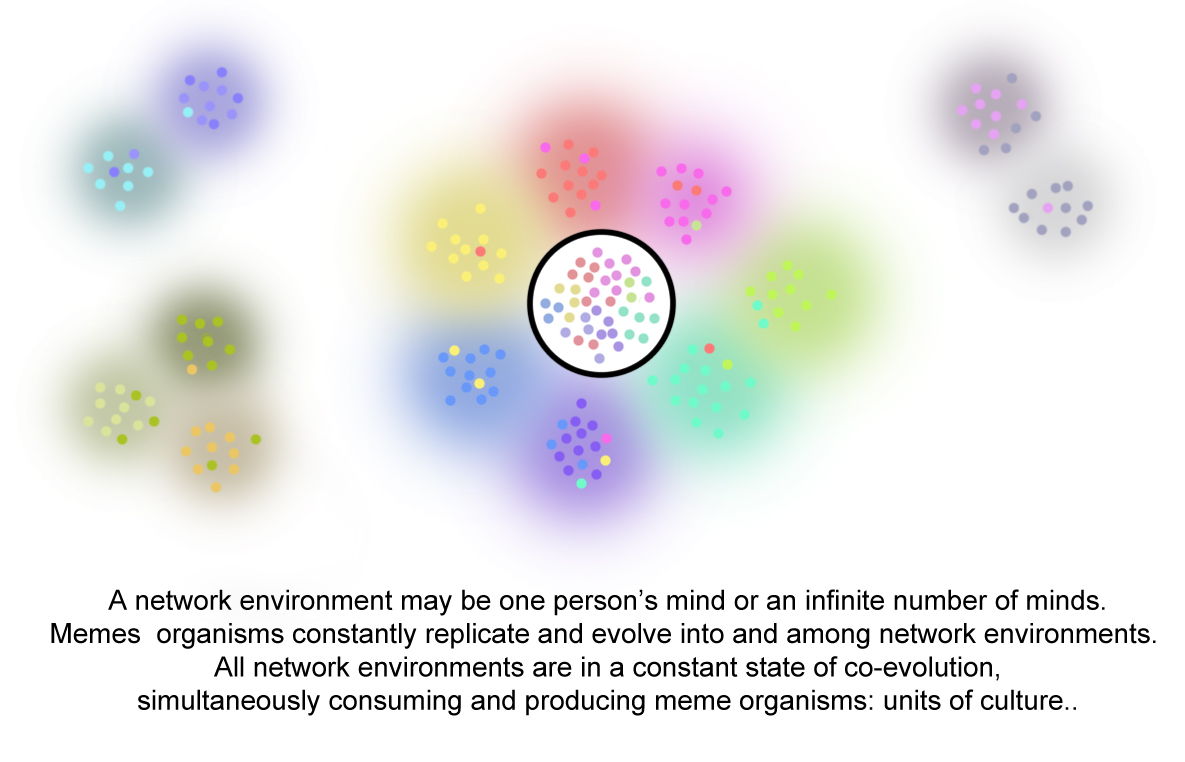 A network environment may be one person’s mind or an infinite number of minds.
Memes  organisms constantly replicate and evolve into and among network environments.
All network environments are in a constant state of co-evolution,
simultaneously consuming and producing meme organisms: units of culture..